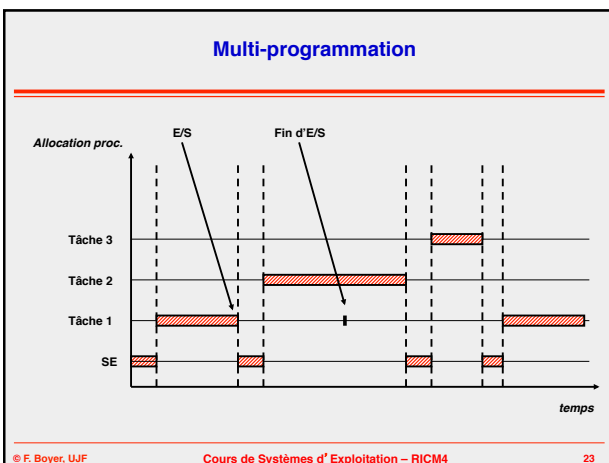 Multi-programmation
E/S
Fin d'E/S
Allocation proc.
Tâche 3
Tâche 2
Tâche 1
SE
temps
© F. Boyer, UJF
Cours de Systèmes d' Exploitation – RICM4
23